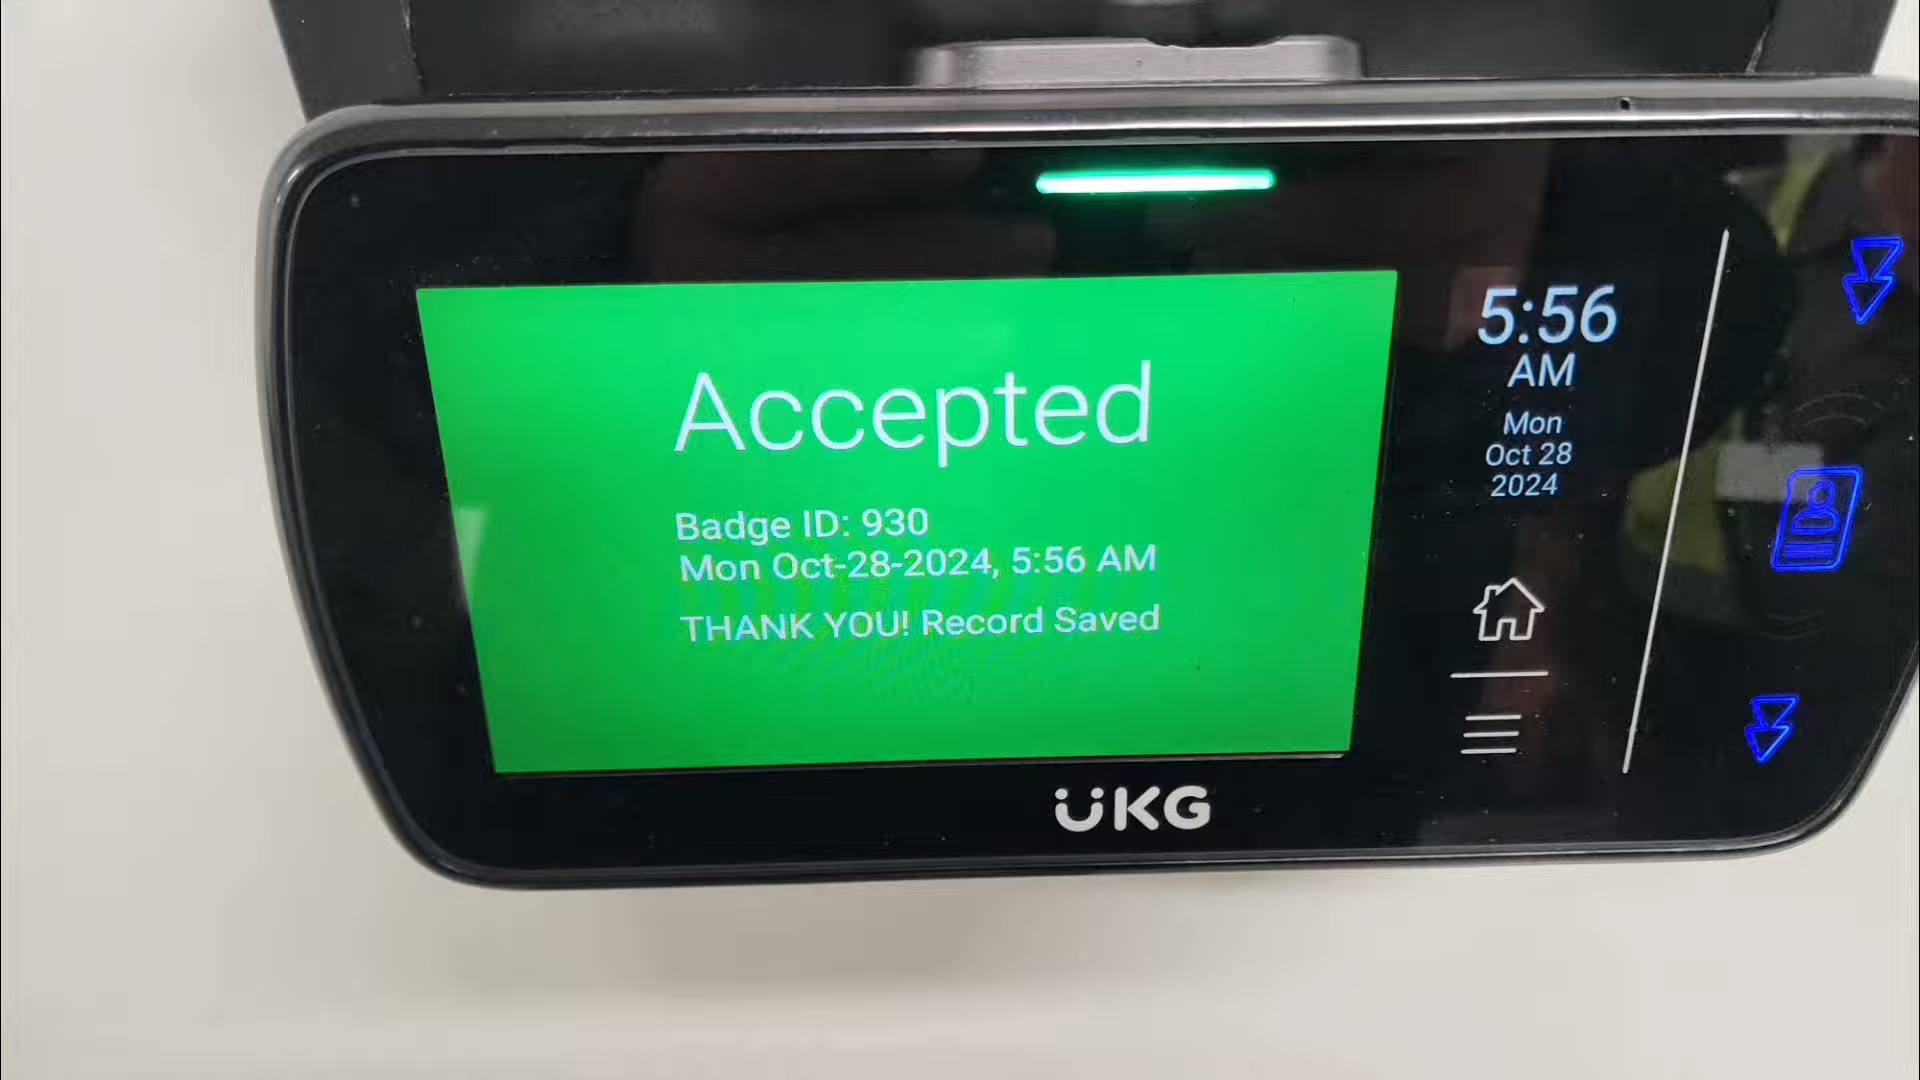 Accepted
Badge ID: 930
Mon Oct-28-2024, 5:56 AM
THANK YOU! Record Saved
5:56
AM
Mon
Oct 28
2024
UKG